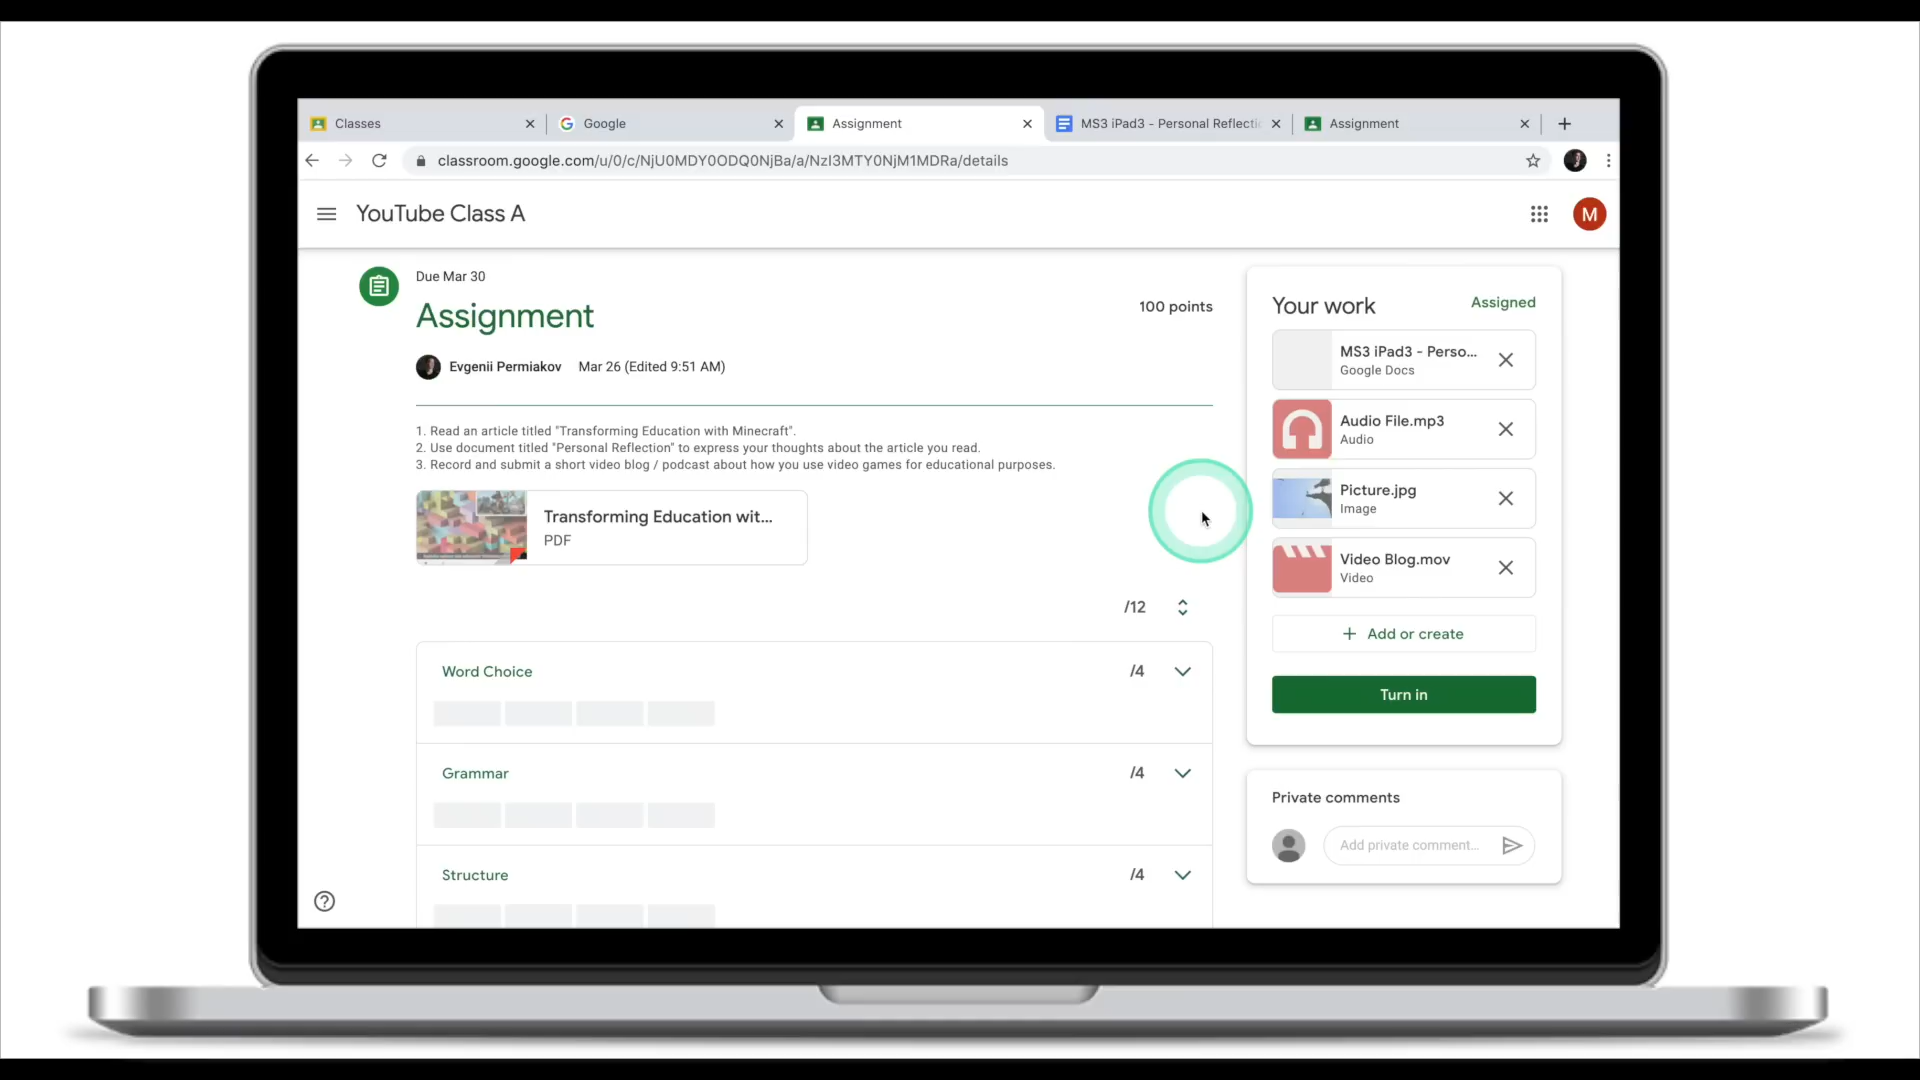 Classes
Google
Assignment
MS3 iPad3 - Personal Reflecti
Assignment
classroom.google.com/u/0/c/NjU0MDY0ODQ0NjBa/a/NzI3MTY0NjM1MDRa/details
YouTube Class A
M
Due Mar 30
Assignment
100 points
Evgenii Permiakov Mar 26 (Edited 9:51 AM)
1. Read an article titled "Transforming Education with Minecraft".
2. Use document titled "Personal Reflection" to express your thoughts about the article you read.
3. Record and submit a short video blog / podcast about how you use video games for educational purposes.
Transforming Education wit...
PDF
/12
Word Choice
/4
Grammar
/4
Structure
/4
Your work
Assigned
MS3 iPad3 - Perso...
Google Docs
Audio File.mp3
Audio
Picture.jpg
Image
Video Blog.mov
Video
+ Add or create
Turn in
Private comments
Add private comment...